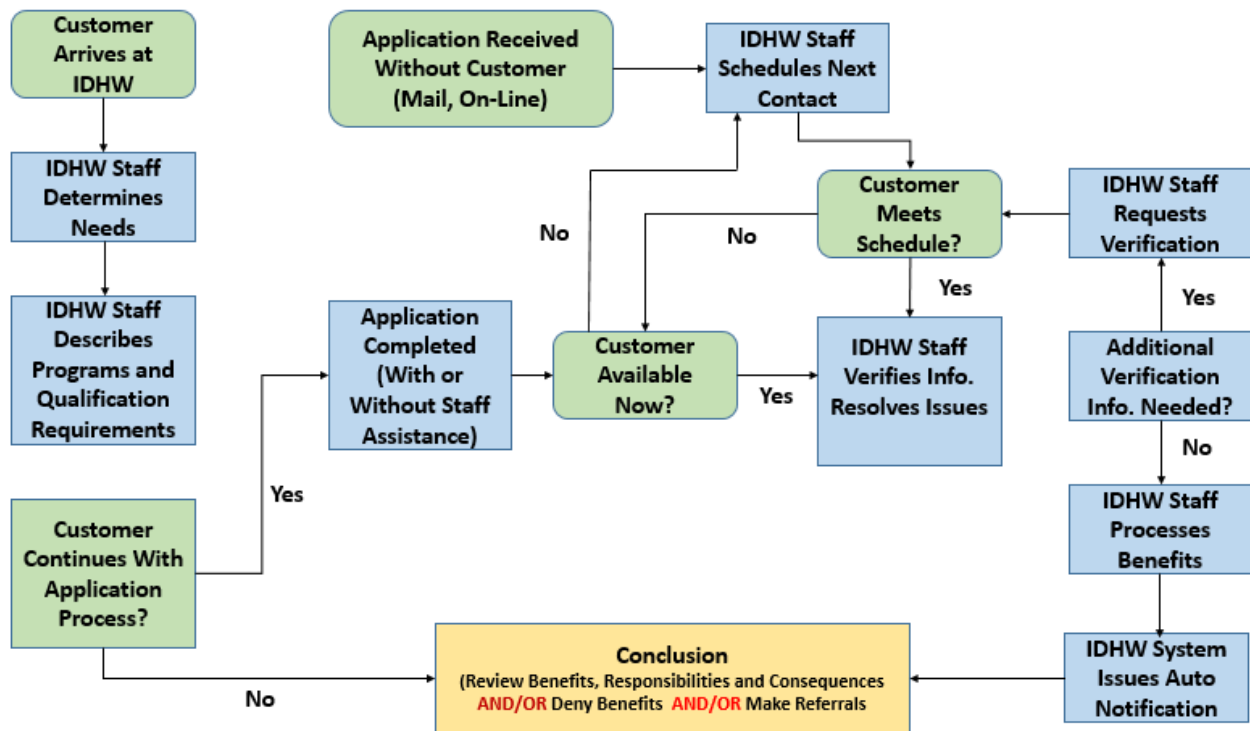 Customer
Arrives at
IDHW
IDHW Staff
Determines
Needs
IDHW Staff
Describes
Programs and
Qualification
Requirements
Customer
Continues With
Application
Process?
Yes
No
Application Received
Without Customer
(Mail, On-Line)
IDHW Staff
Schedules Next
Contact
Application
Completed
(With or
Without Staff
Assistance)
Customer
Available
Now?
No
Yes
Customer
Meets
Schedule?
No
Yes
IDHW Staff
Verifies Info.
Resolves Issues
IDHW Staff
Requests
Verification
Yes
Additional
Verification
Info. Needed?
No
IDHW Staff
Processes
Benefits
IDHW System
Issues Auto
Notification
Conclusion
(Review Benefits, Responsibilities and Consequences
AND/OR Deny Benefits AND/OR Make Referrals